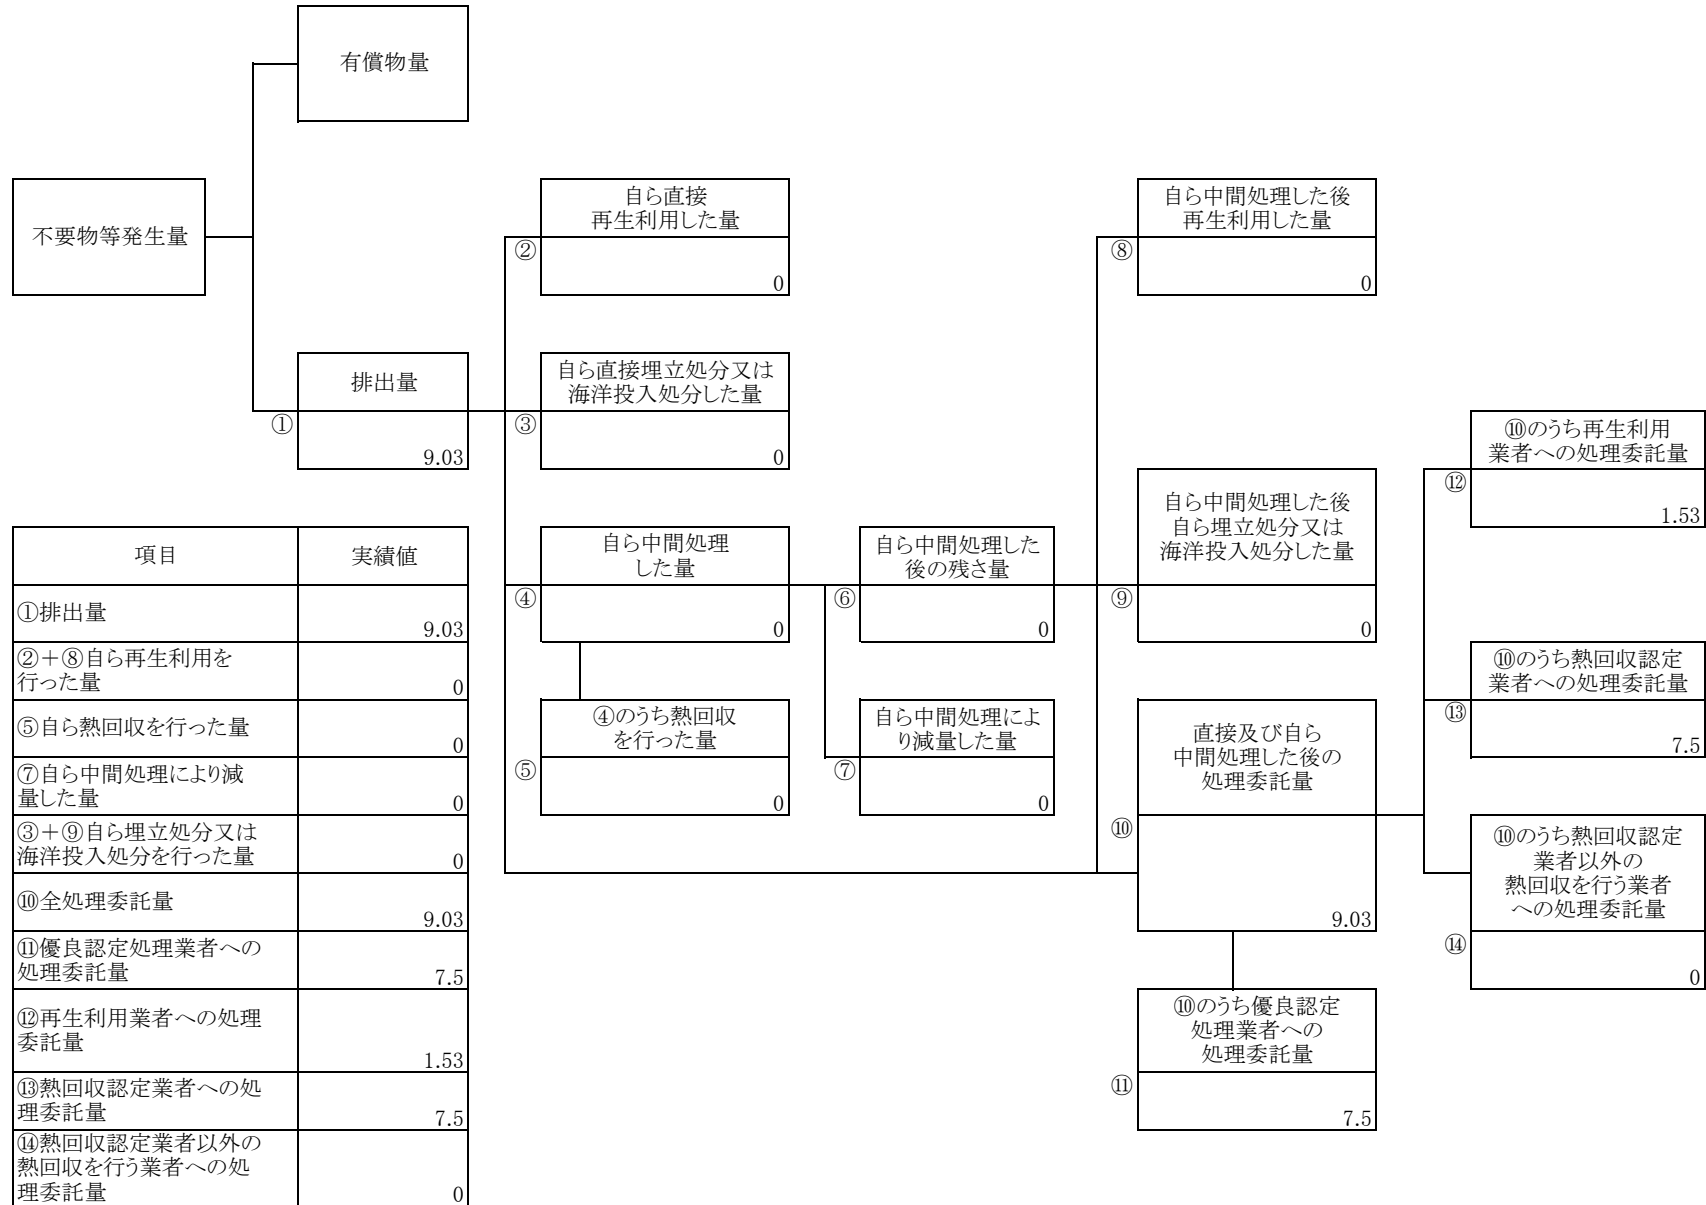 有償物量
不要物等発生量
自ら直接
再生利用した量
②
0
自ら中間処理した後
再生利用した量
⑧
0
排出量
①
9.03
自ら直接埋立処分又は
海洋投入処分した量
③
0
⑩のうち再生利用
業者への処理委託量
⑫
1.53
自ら中間処理
した量
④
0
自ら中間処理した
後の残さ量
⑥
0
自ら中間処理した後
自ら埋立処分又は
海洋投入処分した量
⑨
0
⑩のうち熱回収認定
業者への処理委託量
⑬
7.5
④のうち熱回収
を行った量
⑤
0
自ら中間処理によ
り減量した量
⑦
0
直接及び自ら
中間処理した後の
処理委託量
⑩
9.03
⑩のうち熱回収認定
業者以外の
熱回収を行う業者
への処理委託量
⑭
0
⑩のうち優良認定
処理業者への
処理委託量
⑪
7.5
項目
実績値
①排出量
9.03
②+⑧自ら再生利用を
行った量
0
⑤自ら熱回収を行った量
0
⑦自ら中間処理により減
量した量
0
③+⑨自ら埋立処分又は
海洋投入処分を行った量
0
⑩全処理委託量
9.03
⑪優良認定処理業者への
処理委託量
7.5
⑫再生利用業者への処理
委託量
1.53
⑬熱回収認定業者への処
理委託量
7.5
⑭熱回収認定業者以外の
熱回収を行う業者への処
理委託量
0